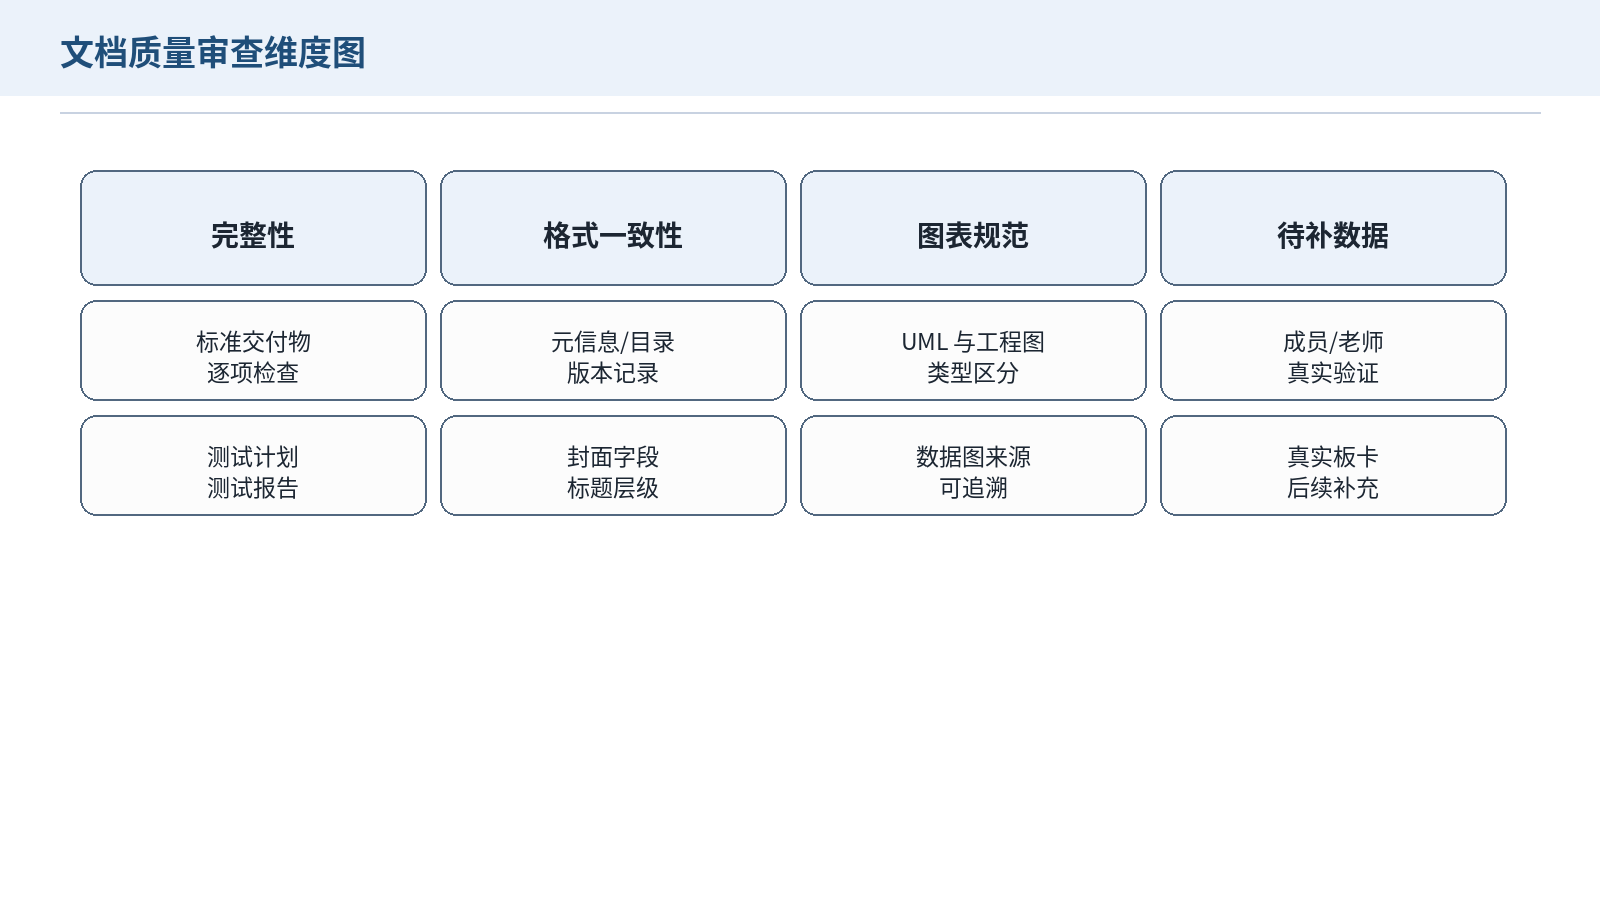 文档质量审查维度图
完整性
格式一致性
图表规范
待补数据
标准交付物
逐项检查
元信息/目录
版本记录
UML 与工程图
类型区分
成员/老师
真实验证
测试计划
测试报告
封面字段
标题层级
数据图来源
可追溯
真实板卡
后续补充